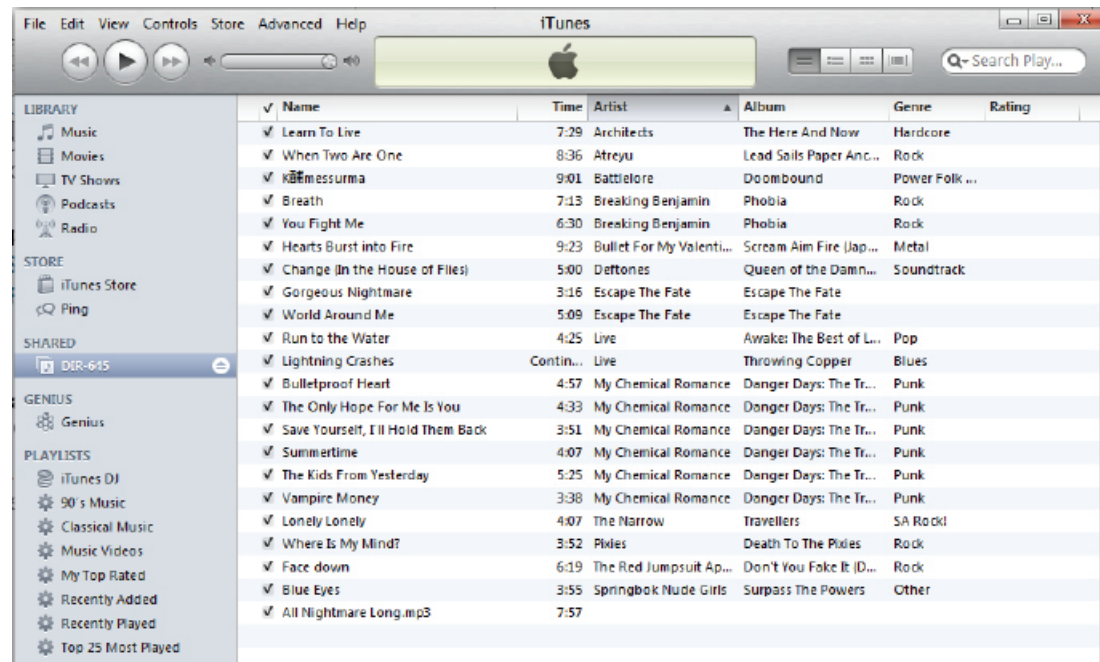 File Edit View Controls Store Advanced Help iTunes
Search Play...
LIBRARY
Music
Movies
TV Shows
Podcasts
Radio
STORE
iTunes Store
Ping
SHARED
DIR-615
GENIUS
Genius
PLAYLISTS
iTunes DJ
90's Music
Classical Music
Music Videos
My Top Rated
Recently Added
Recently Played
Top 25 Most Played
Name Time Artist Album Genre Rating
Learn To Live 7:29 Architects The Here And Now Hardcore
When Two Are One 8:36 Atreyu Lead Sails Paper Anc... Rock
9:01 Battlelore Doombound Power Folk ...
Breath 7:13 Breaking Benjamin Phobia Rock
You Fight Me 6:30 Breaking Benjamin Phobia Rock
Hearts Burst into Fire 9:23 Bullet For My Valenti... Scream Aim Fire (Jap... Metal
Change (In the House of Flies) 5:00 Deftones Queen of the Damn... Soundtrack
Gorgeous Nightmare 3:16 Escape The Fate Escape The Fate
World Around Me 5:09 Escape The Fate Escape The Fate
Run to the Water 4:25 Live Awake: The Best of L... Pop
Lightning Crashes Contin... Live Throwing Copper Blues
Bulletproof Heart 4:57 My Chemical Romance Danger Days: The Tr... Punk
The Only Hope For Me Is You 4:33 My Chemical Romance Danger Days: The Tr... Punk
Save Yourself, I'll Hold Them Back 3:51 My Chemical Romance Danger Days: The Tr... Punk
Summertime 4:07 My Chemical Romance Danger Days: The Tr... Punk
The Kids From Yesterday 5:25 My Chemical Romance Danger Days: The Tr... Punk
Vampire Money 3:38 My Chemical Romance Danger Days: The Tr... Punk
Lonely Lonely 4:07 The Narrow Travellers SA Rock!
Where Is My Mind? 3:52 Pixies Death To The Pixies Rock
Face down 6:19 The Red Jumpsuit Ap... Don't You Fake It (D... Rock
Blue Eyes 3:55 Springbok Nude Girls Surpass The Powers Other
All Nightmare Long.mp3 7:57